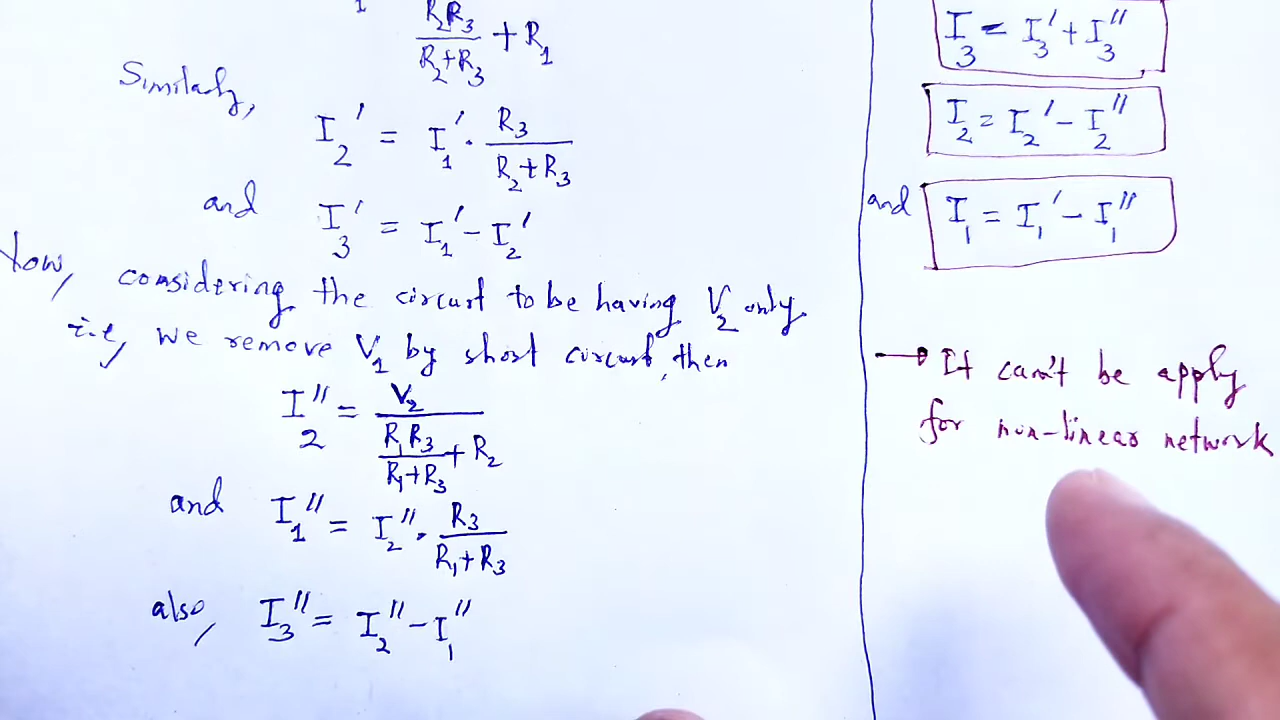 R₂R₃ / (R₂+R₃) + R₁
Similarly,
I₂′ = I₁′ · R₃ / (R₂+R₃)
and I₃′ = I₁′ − I₂′
Now, considering the circuit to be having V₂ only
i.e, we remove V₁ by short circuit, then
I₂″ = V₂ / (R₁R₃ / (R₁+R₃) + R₂)
and I₁″ = I₂″ · R₃ / (R₁+R₃)
also, I₃″ = I₂″ − I₁″
I₃ = I₃′ + I₃″
I₂ = I₂′ − I₂″
and I₁ = I₁′ − I₁″
→ It can't be apply
for non-linear network